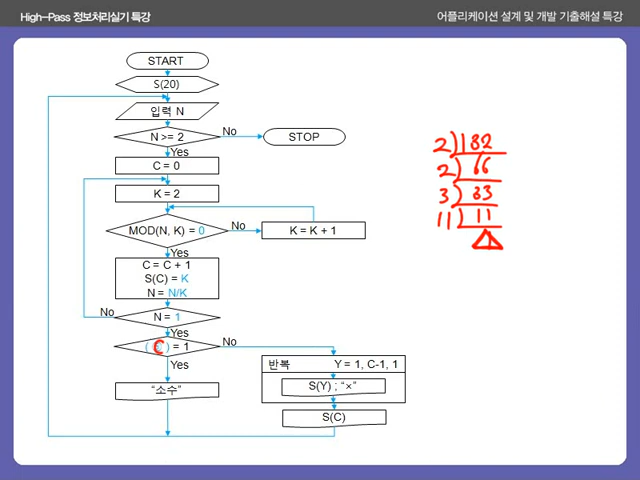 High-Pass 정보처리실기 특강
어플리케이션 설계 및 개발 기출해설 특강
START
S(20)
입력 N
N >= 2
No
STOP
Yes
C = 0
K = 2
MOD(N, K) = 0
No
K = K + 1
Yes
C = C + 1
S(C) = K
N = N/K
No
N = 1
Yes
( C ) = 1
No
Yes
"소수"
반복 Y = 1, C-1, 1
S(Y) ; "×"
S(C)
2)132
2)66
3)33
11)11
1